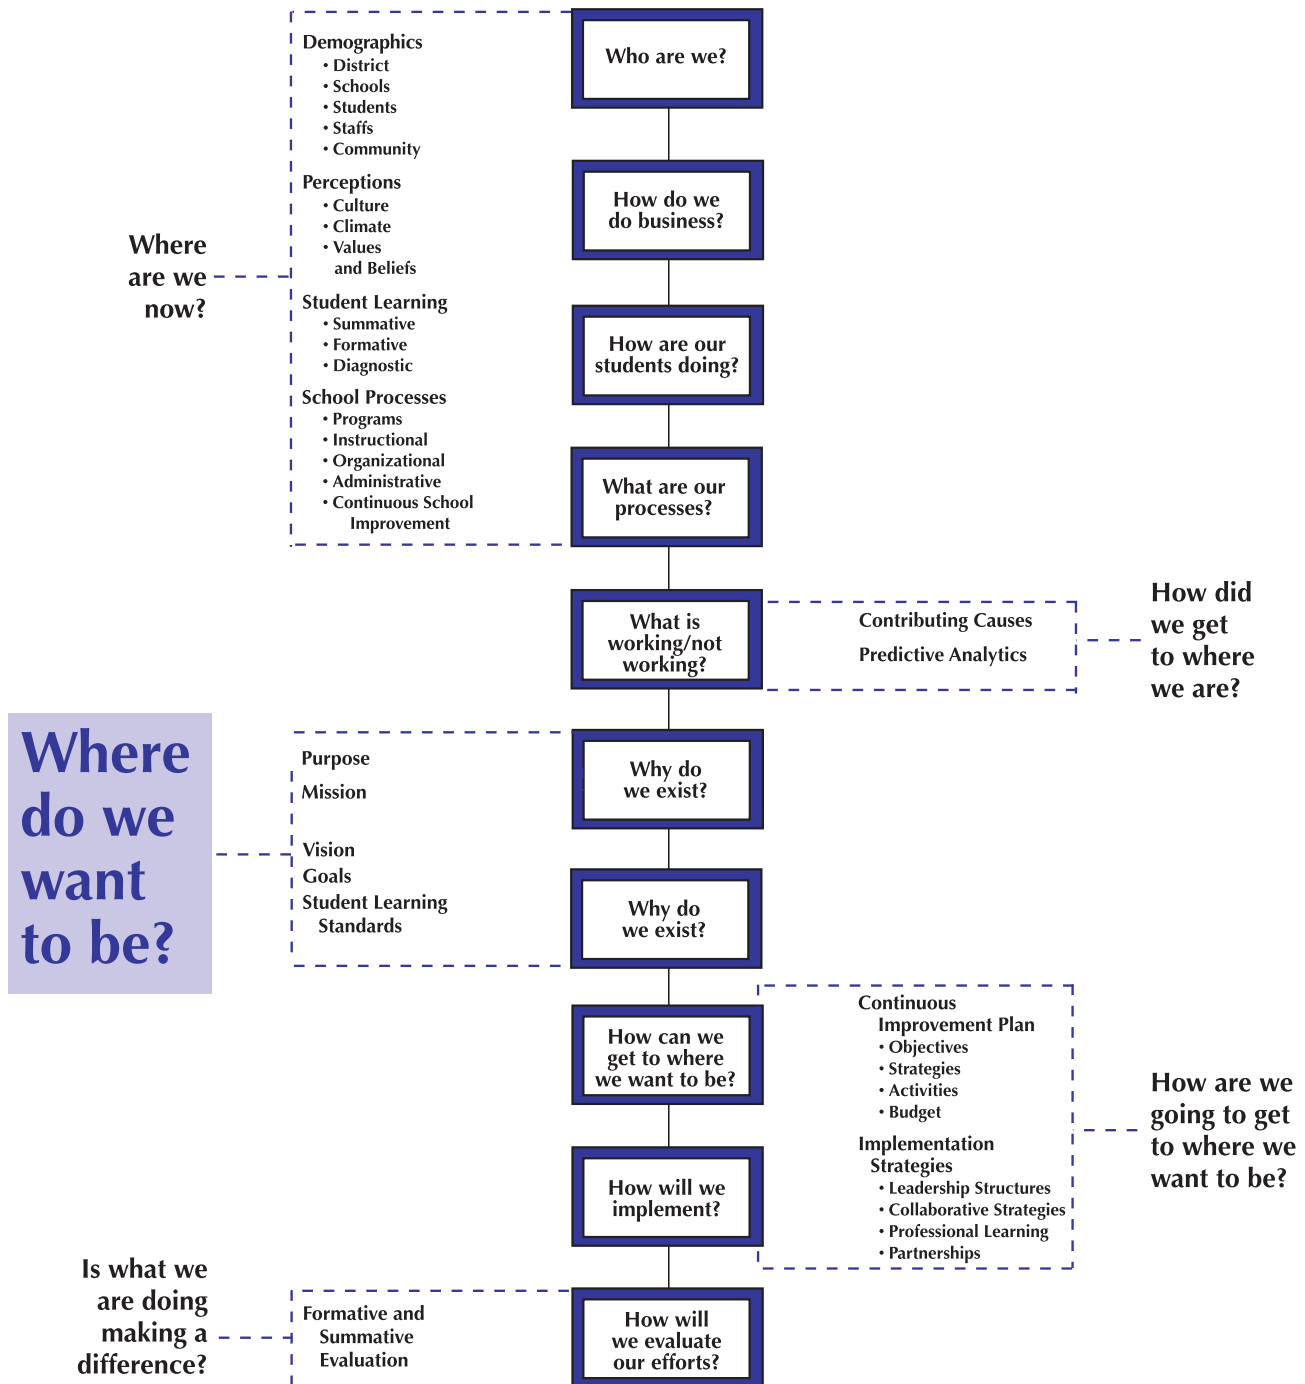 Who are we?
Demographics
• District
• Schools
• Students
• Staffs
• Community
How do we
do business?
Perceptions
• Culture
• Climate
• Values
and Beliefs
Where
are we
now?
How are our
students doing?
Student Learning
• Summative
• Formative
• Diagnostic
What are our
processes?
School Processes
• Programs
• Instructional
• Organizational
• Administrative
• Continuous School
Improvement
What is
working/not
working?
Contributing Causes
Predictive Analytics
How did
we get
to where
we are?
Where
do we
want
to be?
Purpose
Mission
Why do
we exist?
Vision
Goals
Student Learning
Standards
Why do
we exist?
How can we
get to where
we want to be?
Continuous
Improvement Plan
• Objectives
• Strategies
• Activities
• Budget
How are we
going to get
to where we
want to be?
How will we
implement?
Implementation
Strategies
• Leadership Structures
• Collaborative Strategies
• Professional Learning
• Partnerships
Is what we
are doing
making a
difference?
Formative and
Summative
Evaluation
How will
we evaluate
our efforts?